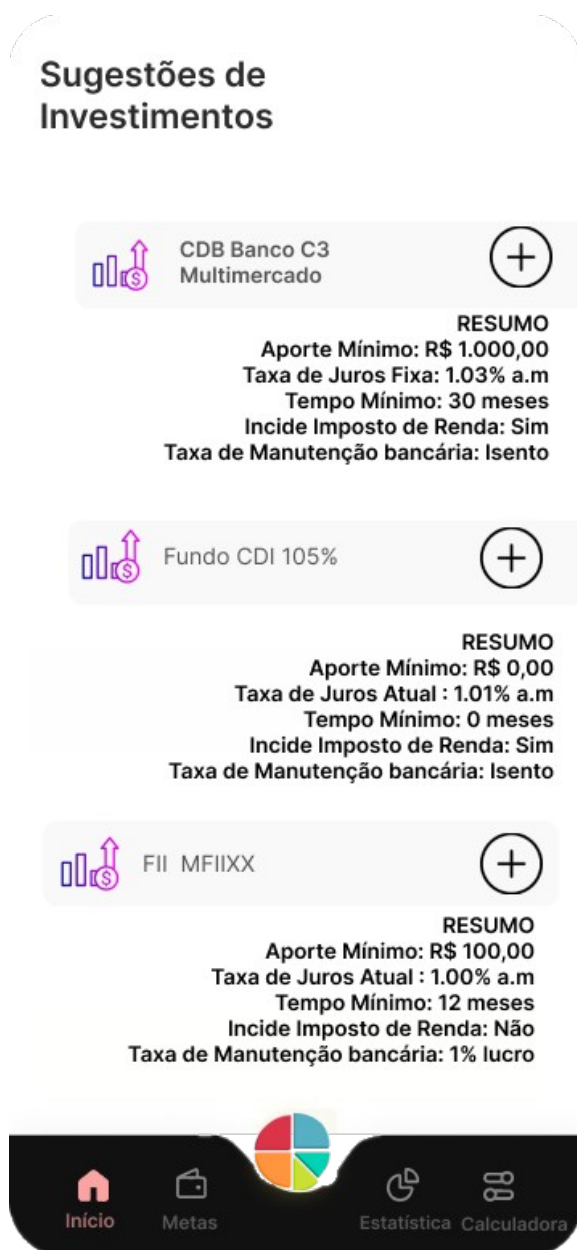 Sugestões de
Investimentos
CDB Banco C3
Multimercado
RESUMO
Aporte Mínimo: R$ 1.000,00
Taxa de Juros Fixa: 1.03% a.m
Tempo Mínimo: 30 meses
Incide Imposto de Renda: Sim
Taxa de Manutenção bancária: Isento
Fundo CDI 105%
RESUMO
Aporte Mínimo: R$ 0,00
Taxa de Juros Atual : 1.01% a.m
Tempo Mínimo: 0 meses
Incide Imposto de Renda: Sim
Taxa de Manutenção bancária: Isento
FII MFIIXX
RESUMO
Aporte Mínimo: R$ 100,00
Taxa de Juros Atual : 1.00% a.m
Tempo Mínimo: 12 meses
Incide Imposto de Renda: Não
Taxa de Manutenção bancária: 1% lucro
Início Metas Estatística Calculadora